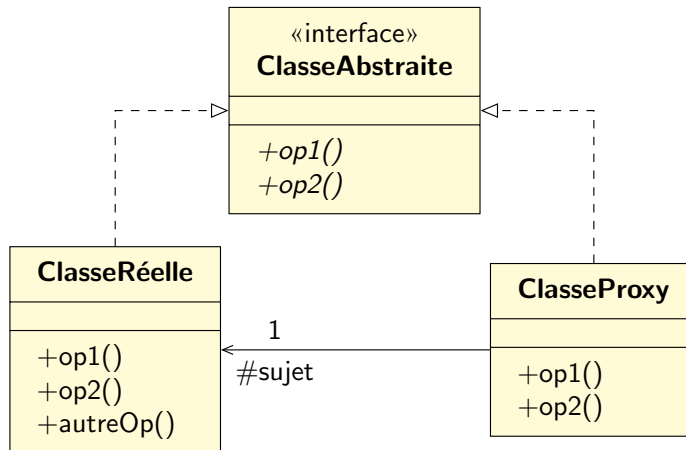 «interface»
ClasseAbstraite
+op1()
+op2()
ClasseRéelle
+op1()
+op2()
+autreOp()
1
#sujet
ClasseProxy
+op1()
+op2()